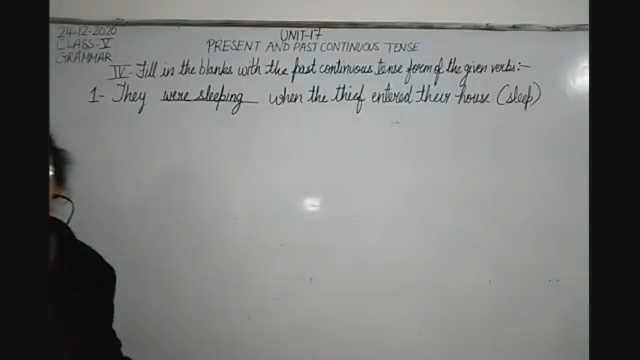 24-12-2020
CLASS-V
GRAMMAR
UNIT-17
PRESENT AND PAST CONTINUOUS TENSE
IV- Fill in the blanks with the past continuous tense form of the given verbs:-
1- They were sleeping when the thief entered their house (sleep)